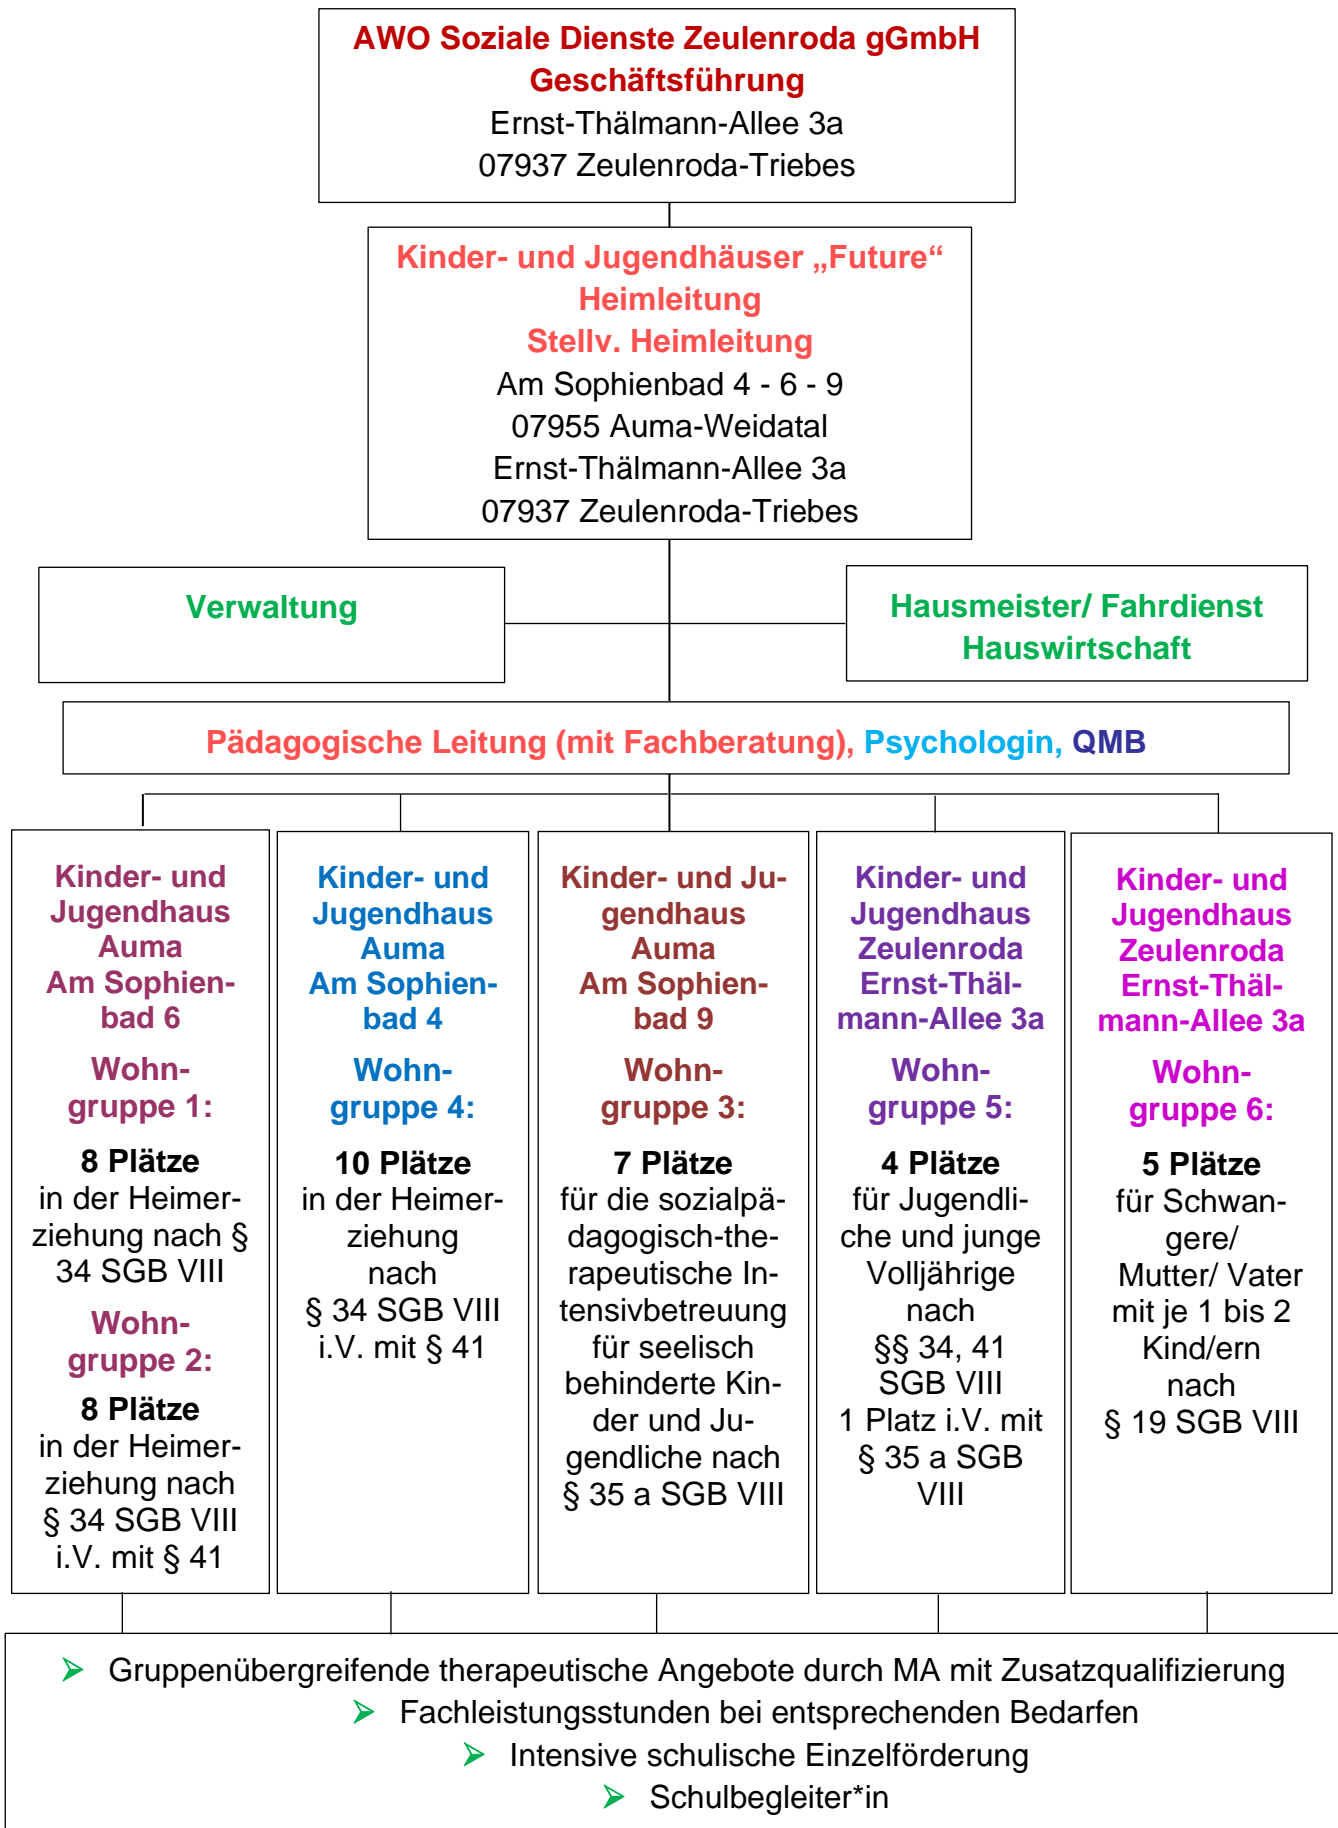 AWO Soziale Dienste Zeulenroda gGmbH
Geschäftsführung
Ernst-Thälmann-Allee 3a
07937 Zeulenroda-Triebes
Kinder- und Jugendhäuser „Future“
Heimleitung
Stellv. Heimleitung
Am Sophienbad 4 - 6 - 9
07955 Auma-Weidatal
Ernst-Thälmann-Allee 3a
07937 Zeulenroda-Triebes
Verwaltung
Hausmeister/ Fahrdienst
Hauswirtschaft
Pädagogische Leitung (mit Fachberatung), Psychologin, QMB
Kinder- und
Jugendhaus
Auma
Am Sophien-
bad 6
Wohn-
gruppe 1:
8 Plätze
in der Heimer-
ziehung nach §
34 SGB VIII
Wohn-
gruppe 2:
8 Plätze
in der Heimer-
ziehung nach
§ 34 SGB VIII
i.V. mit § 41
Kinder- und
Jugendhaus
Auma
Am Sophien-
bad 4
Wohn-
gruppe 4:
10 Plätze
in der Heimer-
ziehung
nach
§ 34 SGB VIII
i.V. mit § 41
Kinder- und Ju-
gendhaus
Auma
Am Sophien-
bad 9
Wohn-
gruppe 3:
7 Plätze
für die sozialpä-
dagogisch-the-
rapeutische In-
tensivbetreuung
für seelisch
behinderte Kin-
der und Ju-
gendliche nach
§ 35 a SGB VIII
Kinder- und
Jugendhaus
Zeulenroda
Ernst-Thäl-
mann-Allee 3a
Wohn-
gruppe 5:
4 Plätze
für Jugendli-
che und junge
Volljährige
nach
§§ 34, 41
SGB VIII
1 Platz i.V. mit
§ 35 a SGB
VIII
Kinder- und
Jugendhaus
Zeulenroda
Ernst-Thäl-
mann-Allee 3a
Wohn-
gruppe 6:
5 Plätze
für Schwan-
gere/
Mutter/ Vater
mit je 1 bis 2
Kind/ern
nach
§ 19 SGB VIII
➢ Gruppenübergreifende therapeutische Angebote durch MA mit Zusatzqualifizierung
➢ Fachleistungsstunden bei entsprechenden Bedarfen
➢ Intensive schulische Einzelförderung
➢ Schulbegleiter*in